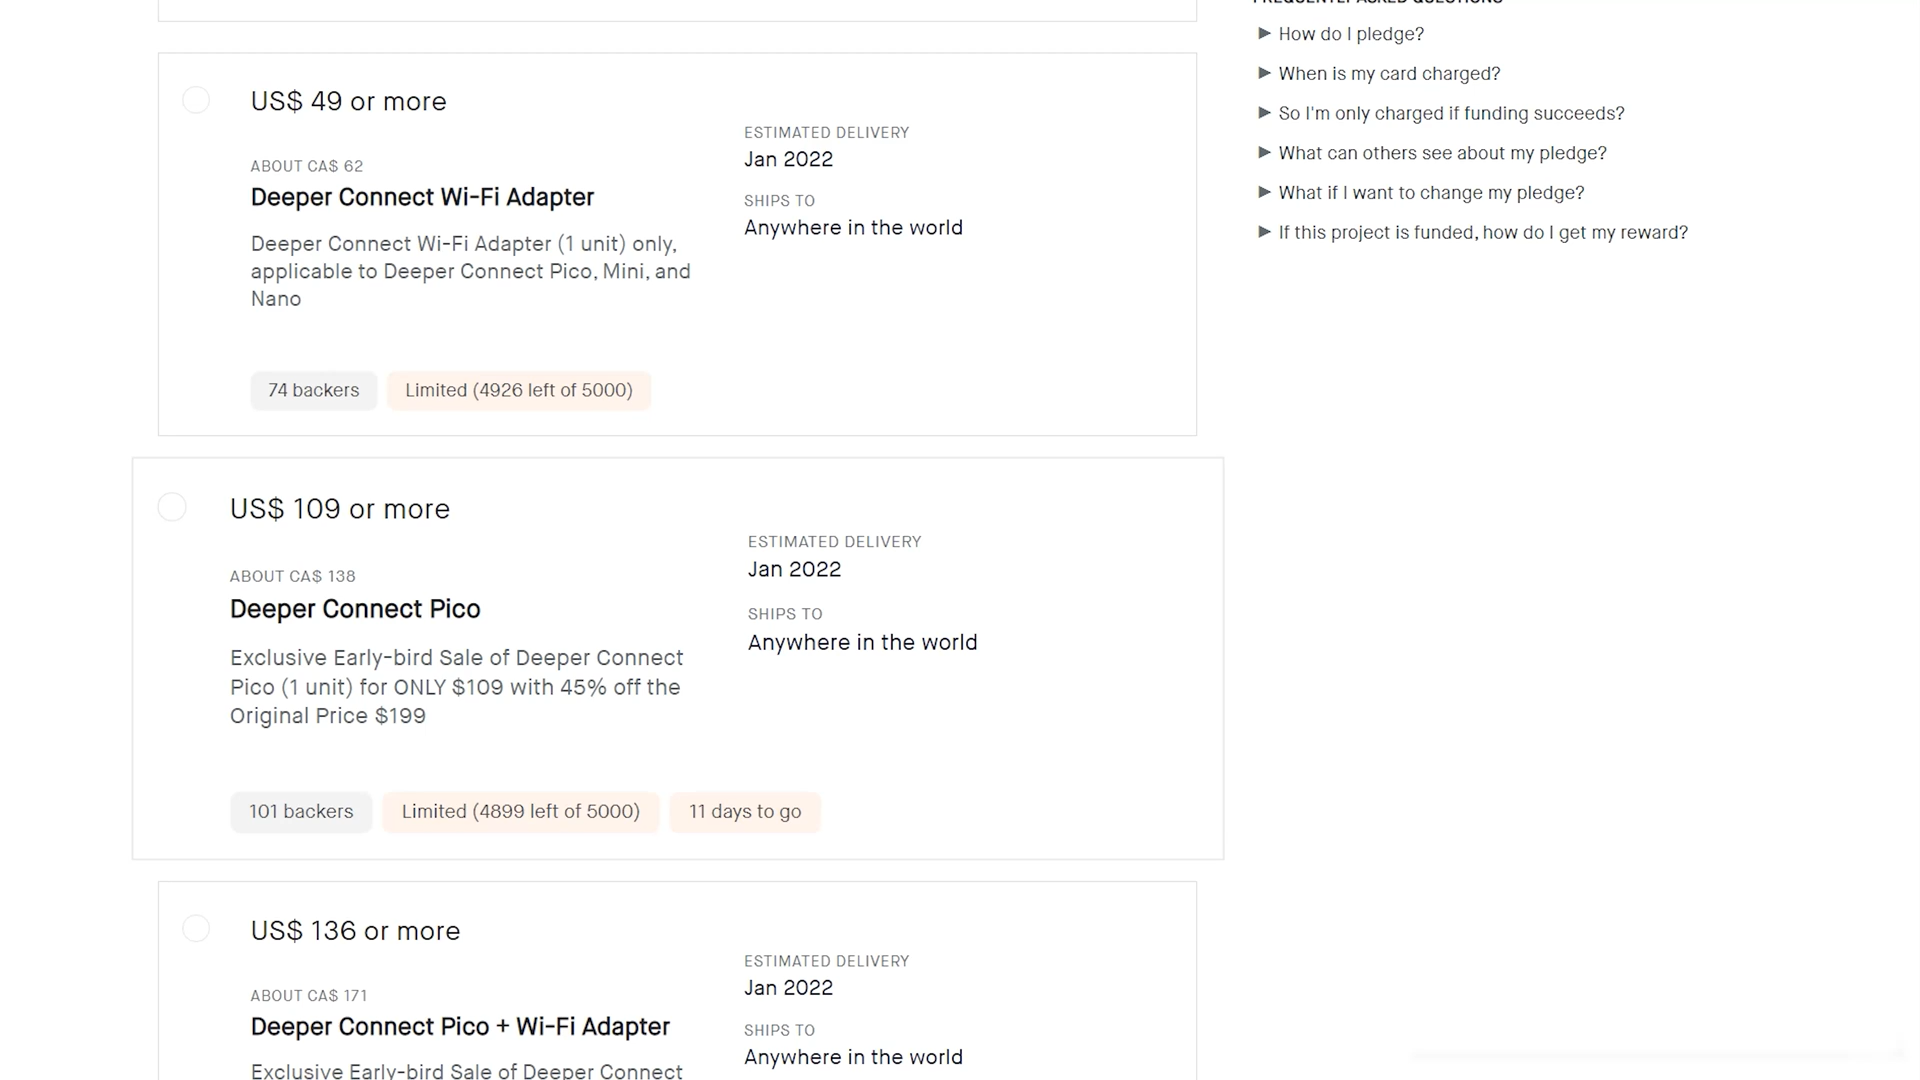 FREQUENTLY ASKED QUESTIONS
► How do I pledge?
► When is my card charged?
► So I'm only charged if funding succeeds?
► What can others see about my pledge?
► What if I want to change my pledge?
► If this project is funded, how do I get my reward?
US$ 49 or more
ABOUT CA$ 62
Deeper Connect Wi-Fi Adapter
Deeper Connect Wi-Fi Adapter (1 unit) only,
applicable to Deeper Connect Pico, Mini, and
Nano
ESTIMATED DELIVERY
Jan 2022
SHIPS TO
Anywhere in the world
74 backers
Limited (4926 left of 5000)
US$ 109 or more
ABOUT CA$ 138
Deeper Connect Pico
Exclusive Early-bird Sale of Deeper Connect
Pico (1 unit) for ONLY $109 with 45% off the
Original Price $199
ESTIMATED DELIVERY
Jan 2022
SHIPS TO
Anywhere in the world
101 backers
Limited (4899 left of 5000)
11 days to go
US$ 136 or more
ABOUT CA$ 171
Deeper Connect Pico + Wi-Fi Adapter
Exclusive Early-bird Sale of Deeper Connect
ESTIMATED DELIVERY
Jan 2022
SHIPS TO
Anywhere in the world